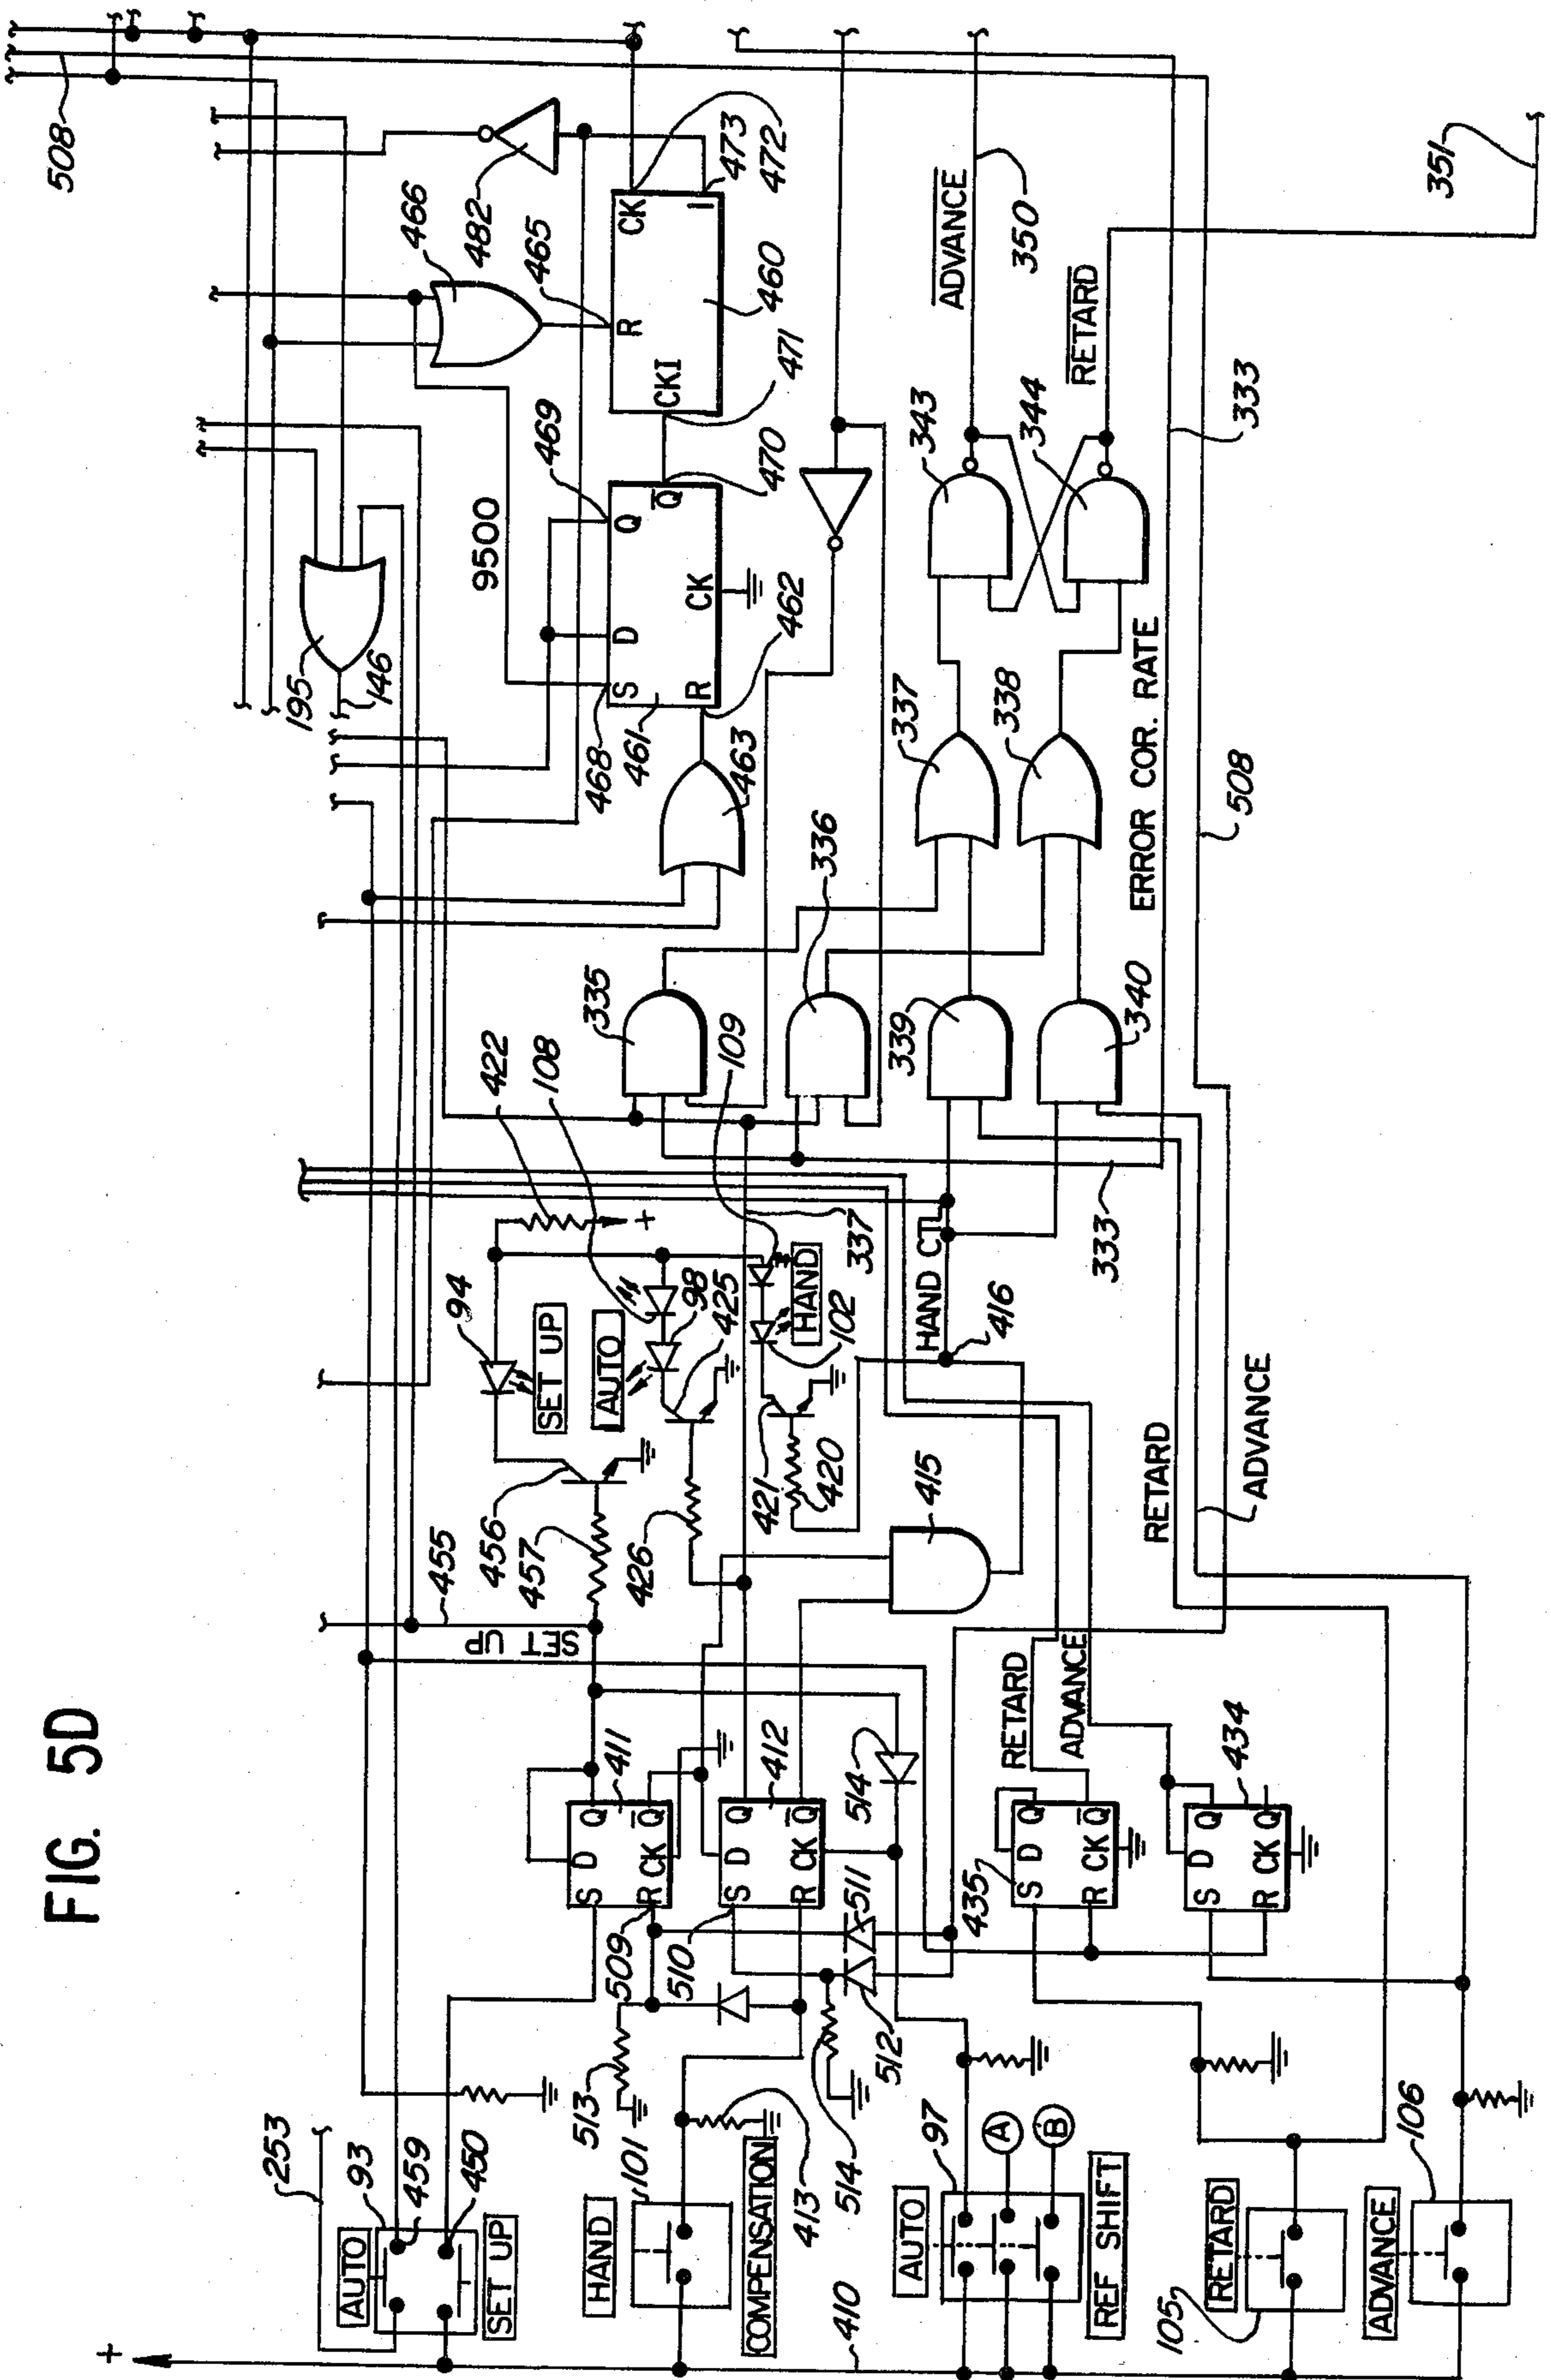 FIG. 5D
508
195
146
466
482
465
CK
R
I
CKI
460
473
472
471
9500
469
Q
Q
470
D
S
CK
R
468
461
462
463
ADVANCE
350
RETARD
351
343
344
333
337
338
ERROR COR. RATE
508
335
336
339
340
422
108
109
94
SET UP
AUTO
98
425
102
HAND
337
HAND CTL
416
333
455
456
457
426
421
420
415
SET UP
RETARD
ADVANCE
D
Q
411
S
Q
R
CK
509
510
D
Q
412
S
Q
R
CK
511
514
512
RETARD
ADVANCE
435
D
Q
S
Q
R
CK
D
Q
434
S
Q
R
CK
253
93
459
450
AUTO
SET UP
513
101
HAND
COMPENSATION
413
514
97
AUTO
A
B
REF SHIFT
RETARD
105
ADVANCE
106
410
+
+